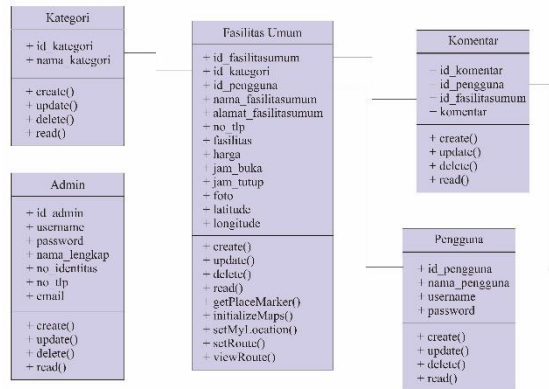 Kategori
+ id_kategori
+ nama_kategori
+ create()
+ update()
+ delete()
+ read()
Admin
+ id_admin
+ username
+ password
+ nama_lengkap
+ no_identitas
+ no_tlp
+ email
+ create()
+ update()
+ delete()
+ read()
Fasilitas Umum
+ id_fasilitasumum
+ id_kategori
+ id_pengguna
+ nama_fasilitasumum
+ alamat_fasilitasumum
+ no_tlp
+ fasilitas
+ harga
+ jam_buka
+ jam_tutup
+ foto
+ latitude
+ longitude
+ create()
+ update()
+ delete()
+ read()
+ getPlaceMarker()
+ initializeMaps()
+ setMyLocation()
+ setRoute()
+ viewRoute()
Komentar
– id_komentar
– id_pengguna
– id_fasilitasumum
– komentar
+ create()
+ update()
+ delete()
+ read()
Pengguna
+ id_pengguna
+ nama_pengguna
+ username
+ password
+ create()
+ update()
+ delete()
+ read()